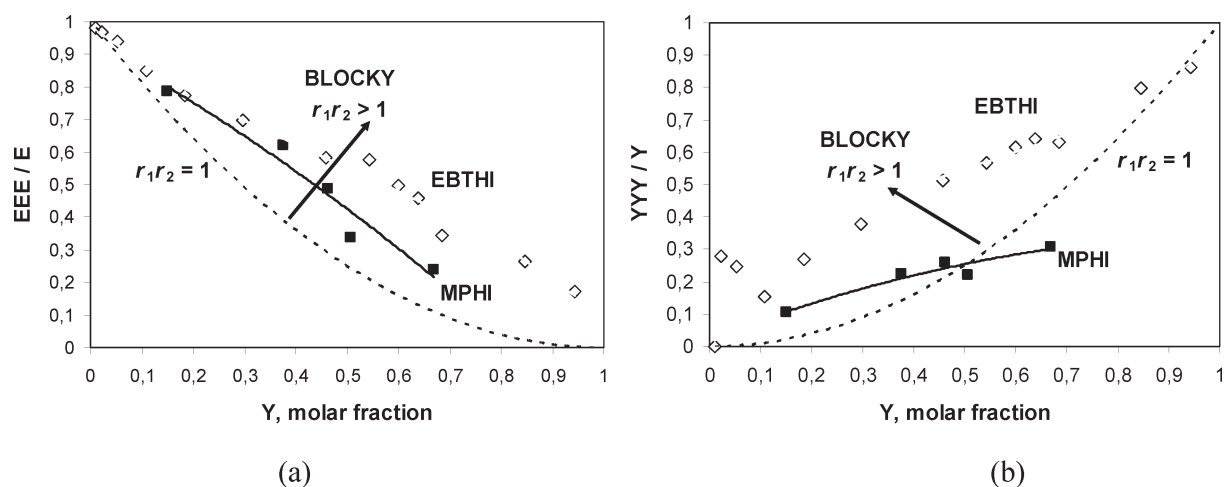 1
0,9
0,8
0,7
0,6
0,5
0,4
0,3
0,2
0,1
0
EEE / E
BLOCKY
r₁r₂ > 1
r₁r₂ = 1
EBTHI
MPHI
0 0,1 0,2 0,3 0,4 0,5 0,6 0,7 0,8 0,9 1
Y, molar fraction
(a)
1
0,9
0,8
0,7
0,6
0,5
0,4
0,3
0,2
0,1
0
YYY / Y
EBTHI
BLOCKY
r₁r₂ > 1
r₁r₂ = 1
MPHI
0 0,1 0,2 0,3 0,4 0,5 0,6 0,7 0,8 0,9 1
Y, molar fraction
(b)